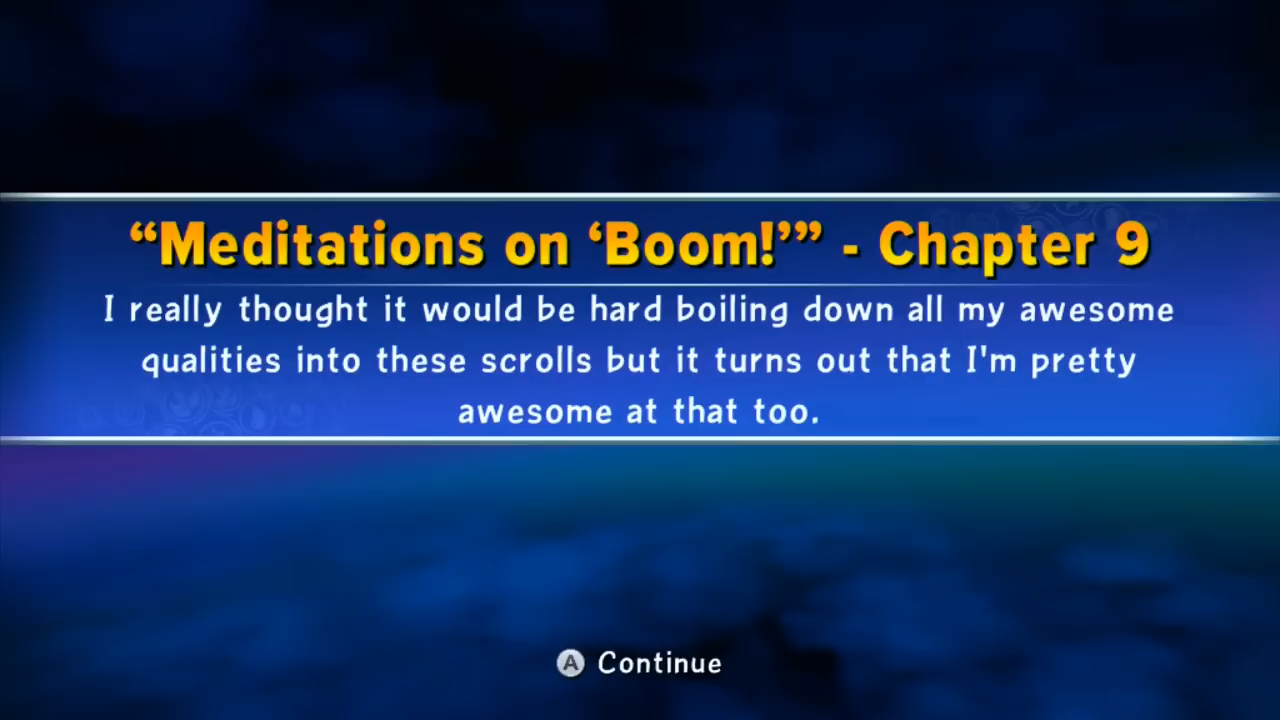 “Meditations on ‘Boom!’” - Chapter 9
I really thought it would be hard boiling down all my awesome
qualities into these scrolls but it turns out that I'm pretty
awesome at that too.
A Continue